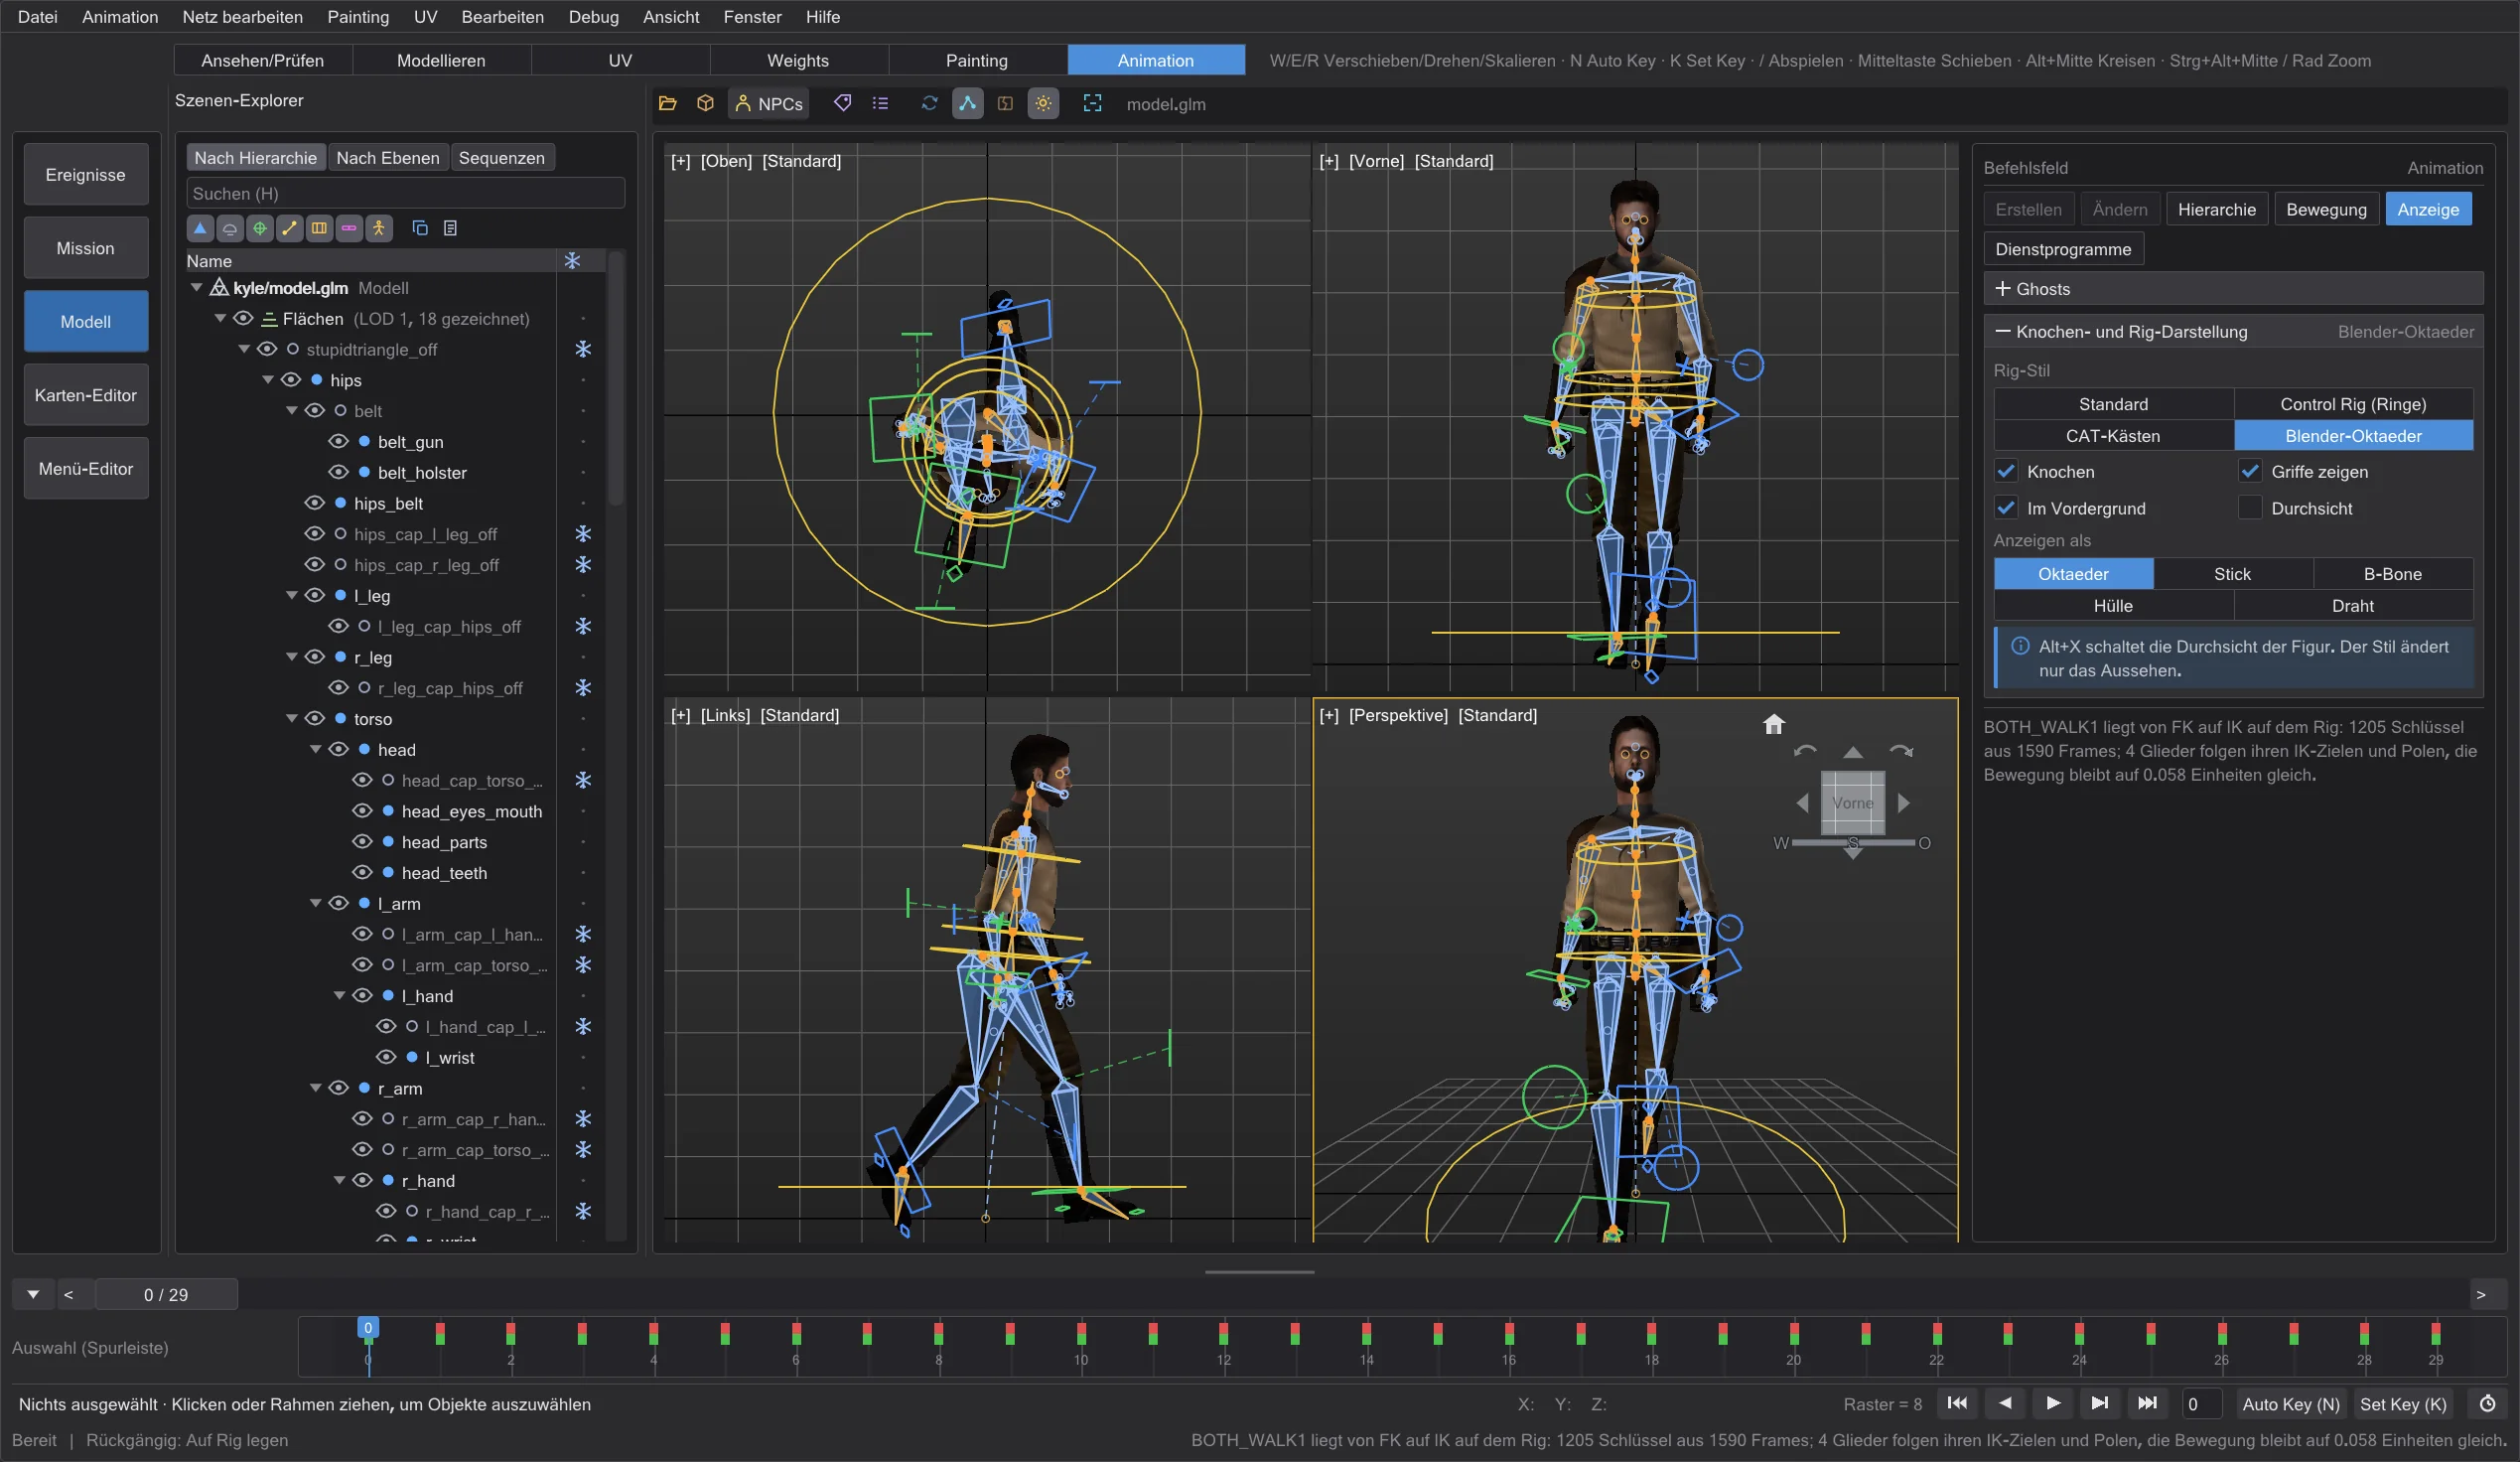 Datei Animation Netz bearbeiten Painting UV Bearbeiten Debug Ansicht Fenster Hilfe
Ansehen/Prüfen Modellieren UV Weights Painting Animation W/E/R Verschieben/Drehen/Skalieren · N Auto Key · K Set Key · / Abspielen · Mitteltaste Schieben · Alt+Mitte Kreisen · Strg+Alt+Mitte / Rad Zoom
Szenen-Explorer
NPCs model.glm
Ereignisse
Mission
Modell
Karten-Editor
Menü-Editor
Nach Hierarchie Nach Ebenen Sequenzen
Suchen (H)
Name
kyle/model.glm Modell
Flächen (LOD 1, 18 gezeichnet)
stupidtriangle_off
hips
belt
belt_gun
belt_holster
hips_belt
hips_cap_l_leg_off
hips_cap_r_leg_off
l_leg
l_leg_cap_hips_off
r_leg
r_leg_cap_hips_off
torso
head
head_cap_torso_...
head_eyes_mouth
head_parts
head_teeth
l_arm
l_arm_cap_l_han...
l_arm_cap_torso_...
l_hand
l_hand_cap_l_...
l_wrist
r_arm
r_arm_cap_r_han...
r_arm_cap_torso_...
r_hand
r_hand_cap_r_...
r_wrist
[+] [Oben] [Standard]
[+] [Vorne] [Standard]
[+] [Links] [Standard]
[+] [Perspektive] [Standard]
Vorne
W S O
Befehlsfeld Animation
Erstellen Ändern Hierarchie Bewegung Anzeige
Dienstprogramme
Ghosts
Knochen- und Rig-Darstellung Blender-Oktaeder
Rig-Stil
Standard Control Rig (Ringe)
CAT-Kästen Blender-Oktaeder
Knochen Griffe zeigen
Im Vordergrund Durchsicht
Anzeigen als
Oktaeder Stick B-Bone
Hülle Draht
Alt+X schaltet die Durchsicht der Figur. Der Stil ändert
nur das Aussehen.
BOTH_WALK1 liegt von FK auf IK auf dem Rig: 1205 Schlüssel
aus 1590 Frames; 4 Glieder folgen ihren IK-Zielen und Polen, die
Bewegung bleibt auf 0.058 Einheiten gleich.
< 0 / 29 >
Auswahl (Spurleiste)
0
0 2 4 6 8 10 12 14 16 18 20 22 24 26 28 29
Nichts ausgewählt · Klicken oder Rahmen ziehen, um Objekte auszuwählen X: Y: Z: Raster = 8 0 Auto Key (N) Set Key (K)
Bereit | Rückgängig: Auf Rig legen BOTH_WALK1 liegt von FK auf IK auf dem Rig: 1205 Schlüssel aus 1590 Frames; 4 Glieder folgen ihren IK-Zielen und Polen, die Bewegung bleibt auf 0.058 Einheiten gleich.